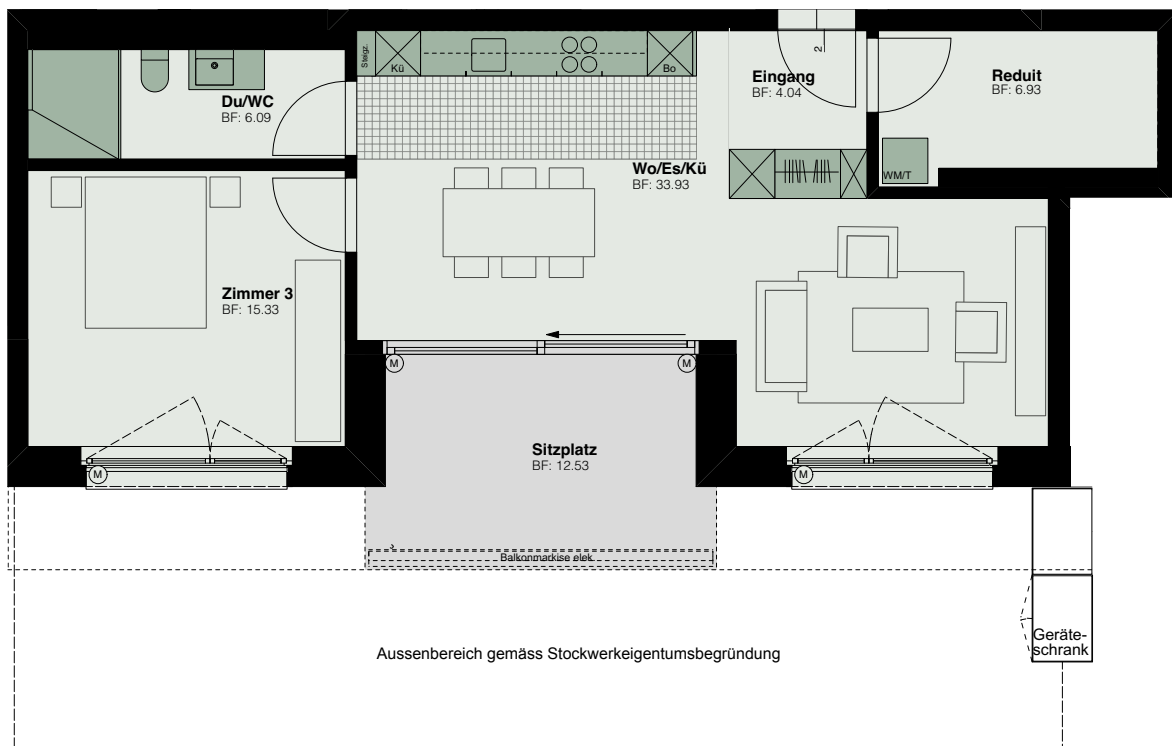 Steigz.
Kü
Bo
2
Eingang
BF: 4.04
Reduit
BF: 6.93
Du/WC
BF: 6.09
Wo/Es/Kü
BF: 33.93
WM/T
Zimmer 3
BF: 15.33
M
M
Sitzplatz
BF: 12.53
M
M
Balkonmarkise elek.
Geräte-
schrank
Aussenbereich gemäss Stockwerkeigentumsbegründung